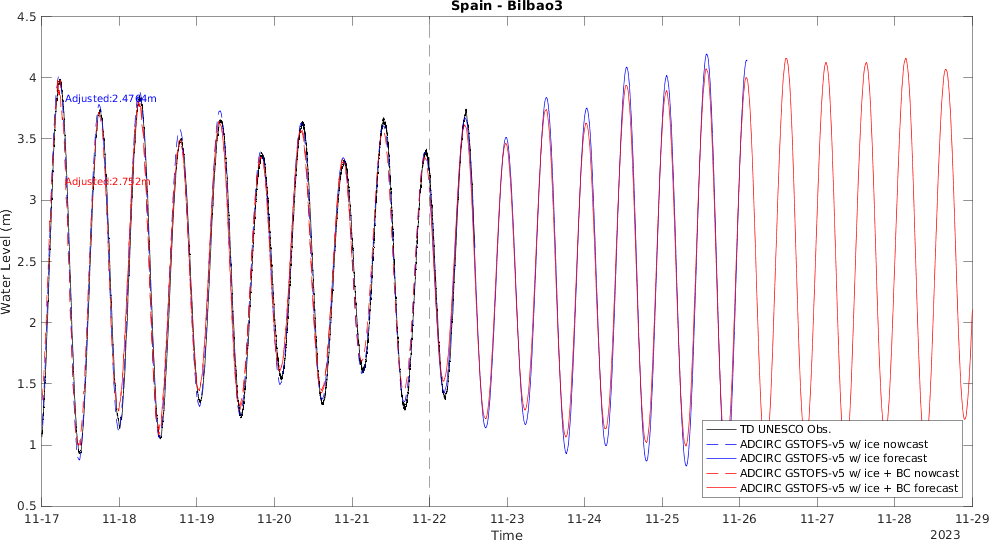 Spain - Bilbao3
4.5
4
3.5
3
2.5
2
1.5
1
0.5
Water Level (m)
Adjusted:2.4764m
Adjusted:2.752m
TD UNESCO Obs.
ADCIRC GSTOFS-v5 w/ ice nowcast
ADCIRC GSTOFS-v5 w/ ice forecast
ADCIRC GSTOFS-v5 w/ ice + BC nowcast
ADCIRC GSTOFS-v5 w/ ice + BC forecast
11-17 11-18 11-19 11-20 11-21 11-22 11-23 11-24 11-25 11-26 11-27 11-28 11-29
Time
2023